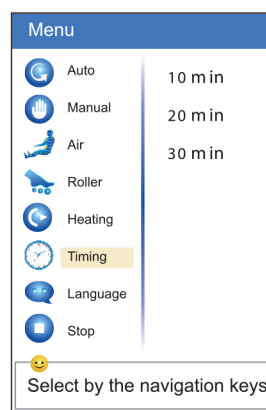 Menu
Auto
Manual
Air
Roller
Heating
Timing
Language
Stop
10 min
20 min
30 min
Select by the navigation keys